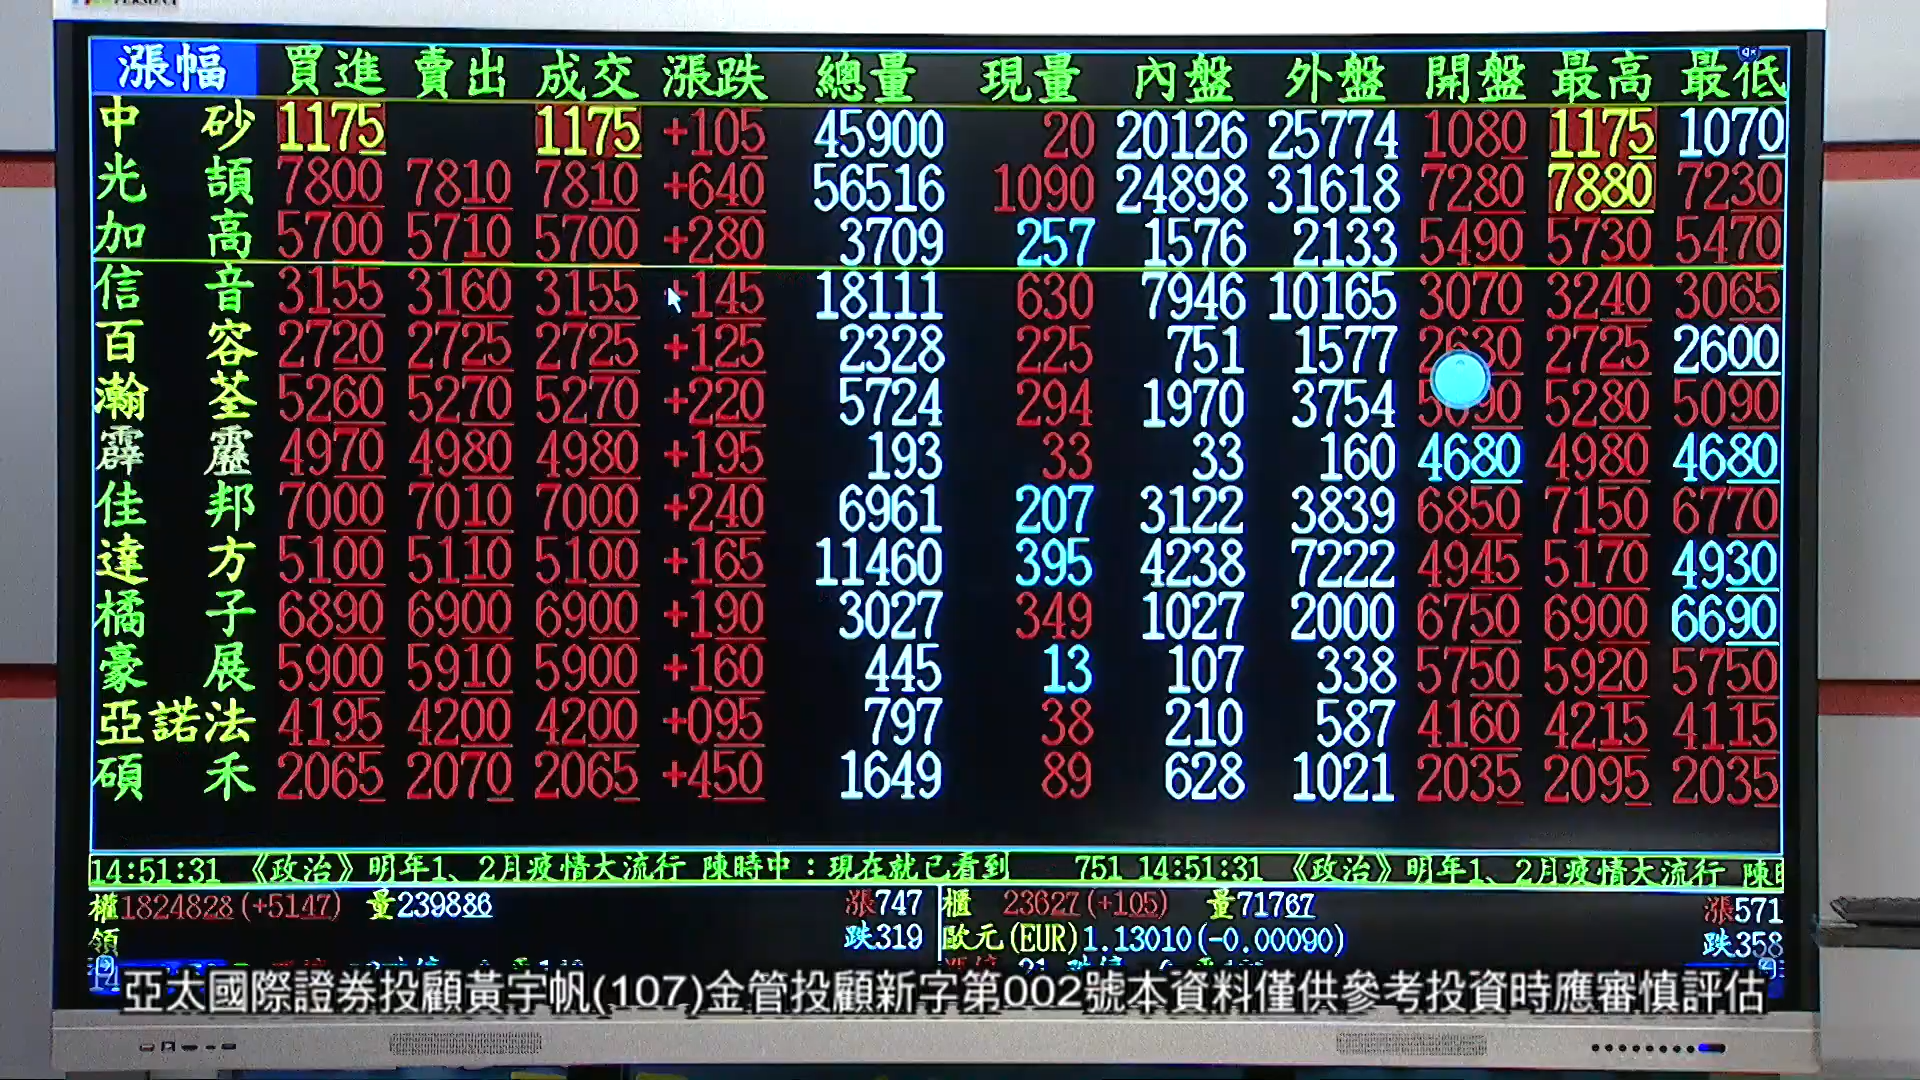 漲幅 買進 賣出 成交 漲跌 總量 現量 內盤 外盤 開盤 最高 最低
中砂 1175 1175 +105 45900 20 20126 25774 1080 1175 1070
光頡 7800 7810 7810 +640 56516 1090 24898 31618 7280 7880 7230
加高 5700 5710 5700 +280 3709 257 1576 2133 5490 5730 5470
信音 3155 3160 3155 +145 18111 630 7946 10165 3070 3240 3065
百容 2720 2725 2725 +125 2328 225 751 1577 2630 2725 2600
瀚荃 5260 5270 5270 +220 5724 294 1970 3754 5090 5280 5090
霹靂 4970 4980 4980 +195 193 33 33 160 4680 4980 4680
佳邦 7000 7010 7000 +240 6961 207 3122 3839 6850 7150 6770
達方 5100 5110 5100 +165 11460 395 4238 7222 4945 5170 4930
橘子 6890 6900 6900 +190 3027 349 1027 2000 6750 6900 6690
豪展 5900 5910 5900 +160 445 13 107 338 5750 5920 5750
亞諾法 4195 4200 4200 +095 797 38 210 587 4160 4215 4115
碩禾 2065 2070 2065 +450 1649 89 628 1021 2035 2095 2035
14:51:31 《政治》明年1、2月疫情大流行 陳時中：現在就已看到 751 14:51:31 《政治》明年1、2月疫情大流行 陳
權1824828(+5147) 量239886 漲747 櫃 23627(+105) 量71767 漲571
領 跌319 歐元(EUR)1.13010(-0.00090) 跌358
亞太國際證券投顧黃宇帆(107)金管投顧新字第002號本資料僅供參考投資時應審慎評估